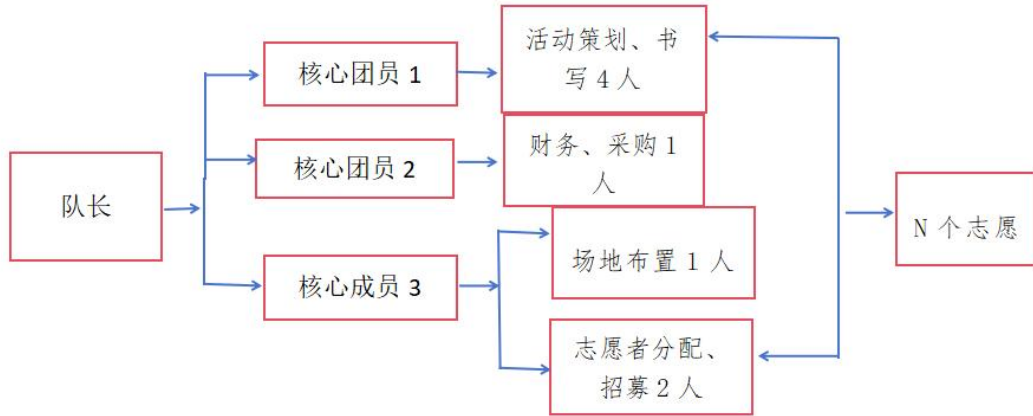 活动策划、书
写4人
核心团员 1
财务、采购1
人
核心团员 2
队长
N 个志愿
场地布置1人
核心成员 3
志愿者分配、
招募2人